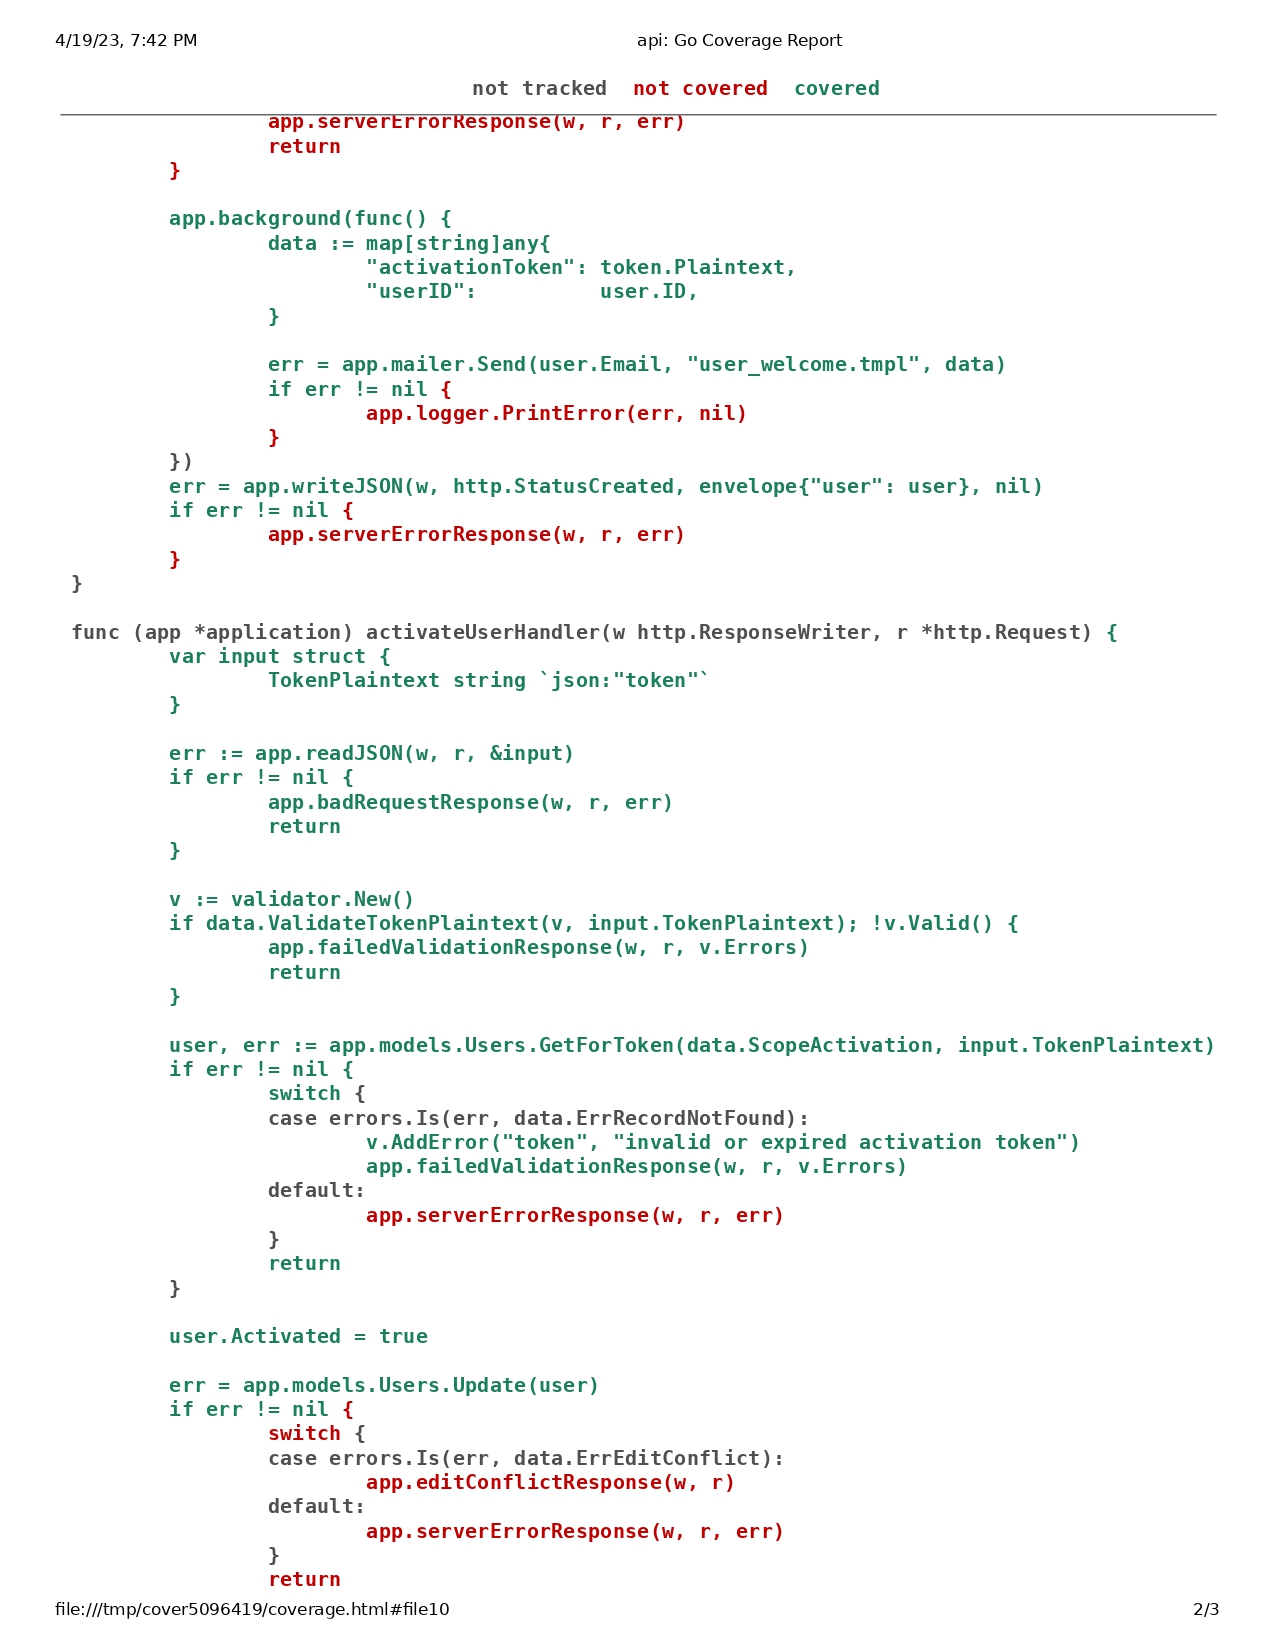 4/19/23, 7:42 PM api: Go Coverage Report
not tracked not covered covered
app.serverErrorResponse(w, r, err)
return
}
app.background(func() {
data := map[string]any{
"activationToken": token.Plaintext,
"userID": user.ID,
}
err = app.mailer.Send(user.Email, "user_welcome.tmpl", data)
if err != nil {
app.logger.PrintError(err, nil)
}
})
err = app.writeJSON(w, http.StatusCreated, envelope{"user": user}, nil)
if err != nil {
app.serverErrorResponse(w, r, err)
}
}
func (app *application) activateUserHandler(w http.ResponseWriter, r *http.Request) {
var input struct {
TokenPlaintext string `json:"token"`
}
err := app.readJSON(w, r, &input)
if err != nil {
app.badRequestResponse(w, r, err)
return
}
v := validator.New()
if data.ValidateTokenPlaintext(v, input.TokenPlaintext); !v.Valid() {
app.failedValidationResponse(w, r, v.Errors)
return
}
user, err := app.models.Users.GetForToken(data.ScopeActivation, input.TokenPlaintext)
if err != nil {
switch {
case errors.Is(err, data.ErrRecordNotFound):
v.AddError("token", "invalid or expired activation token")
app.failedValidationResponse(w, r, v.Errors)
default:
app.serverErrorResponse(w, r, err)
}
return
}
user.Activated = true
err = app.models.Users.Update(user)
if err != nil {
switch {
case errors.Is(err, data.ErrEditConflict):
app.editConflictResponse(w, r)
default:
app.serverErrorResponse(w, r, err)
}
return
file:///tmp/cover5096419/coverage.html#file10 2/3